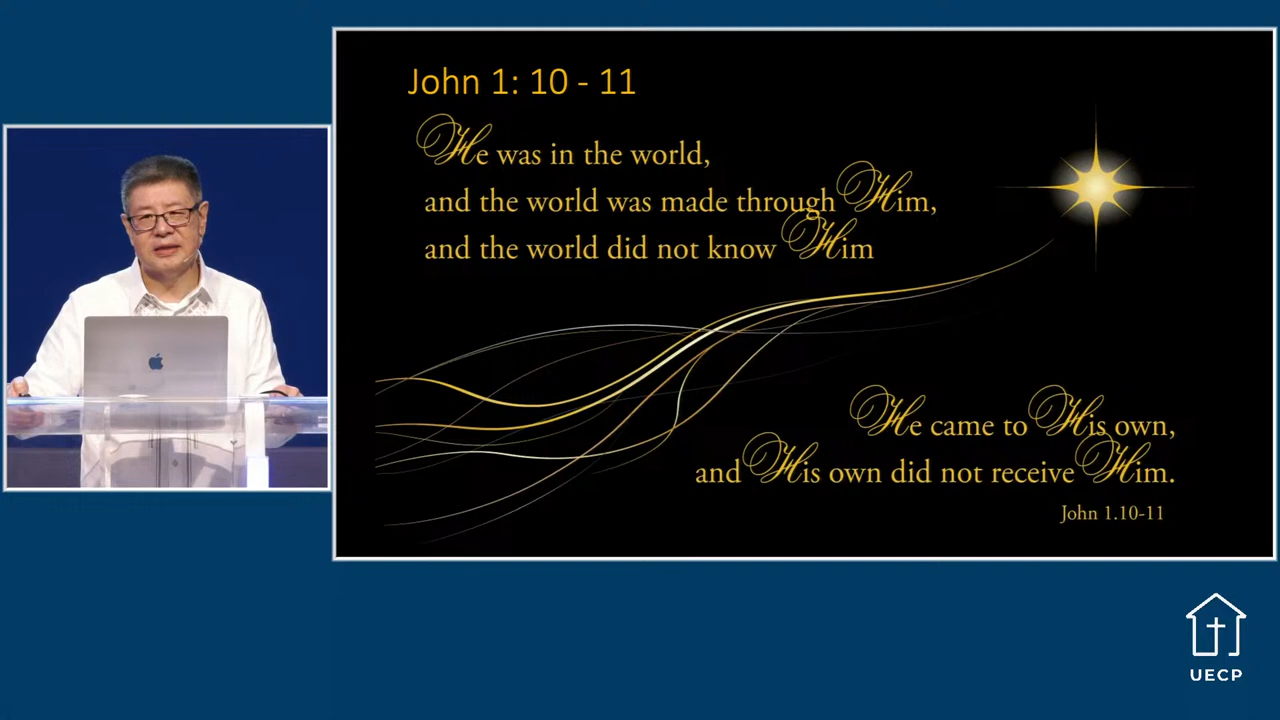 John 1: 10 - 11
He was in the world,
and the world was made through Him,
and the world did not know Him
He came to His own,
and His own did not receive Him.
John 1.10-11
UECP